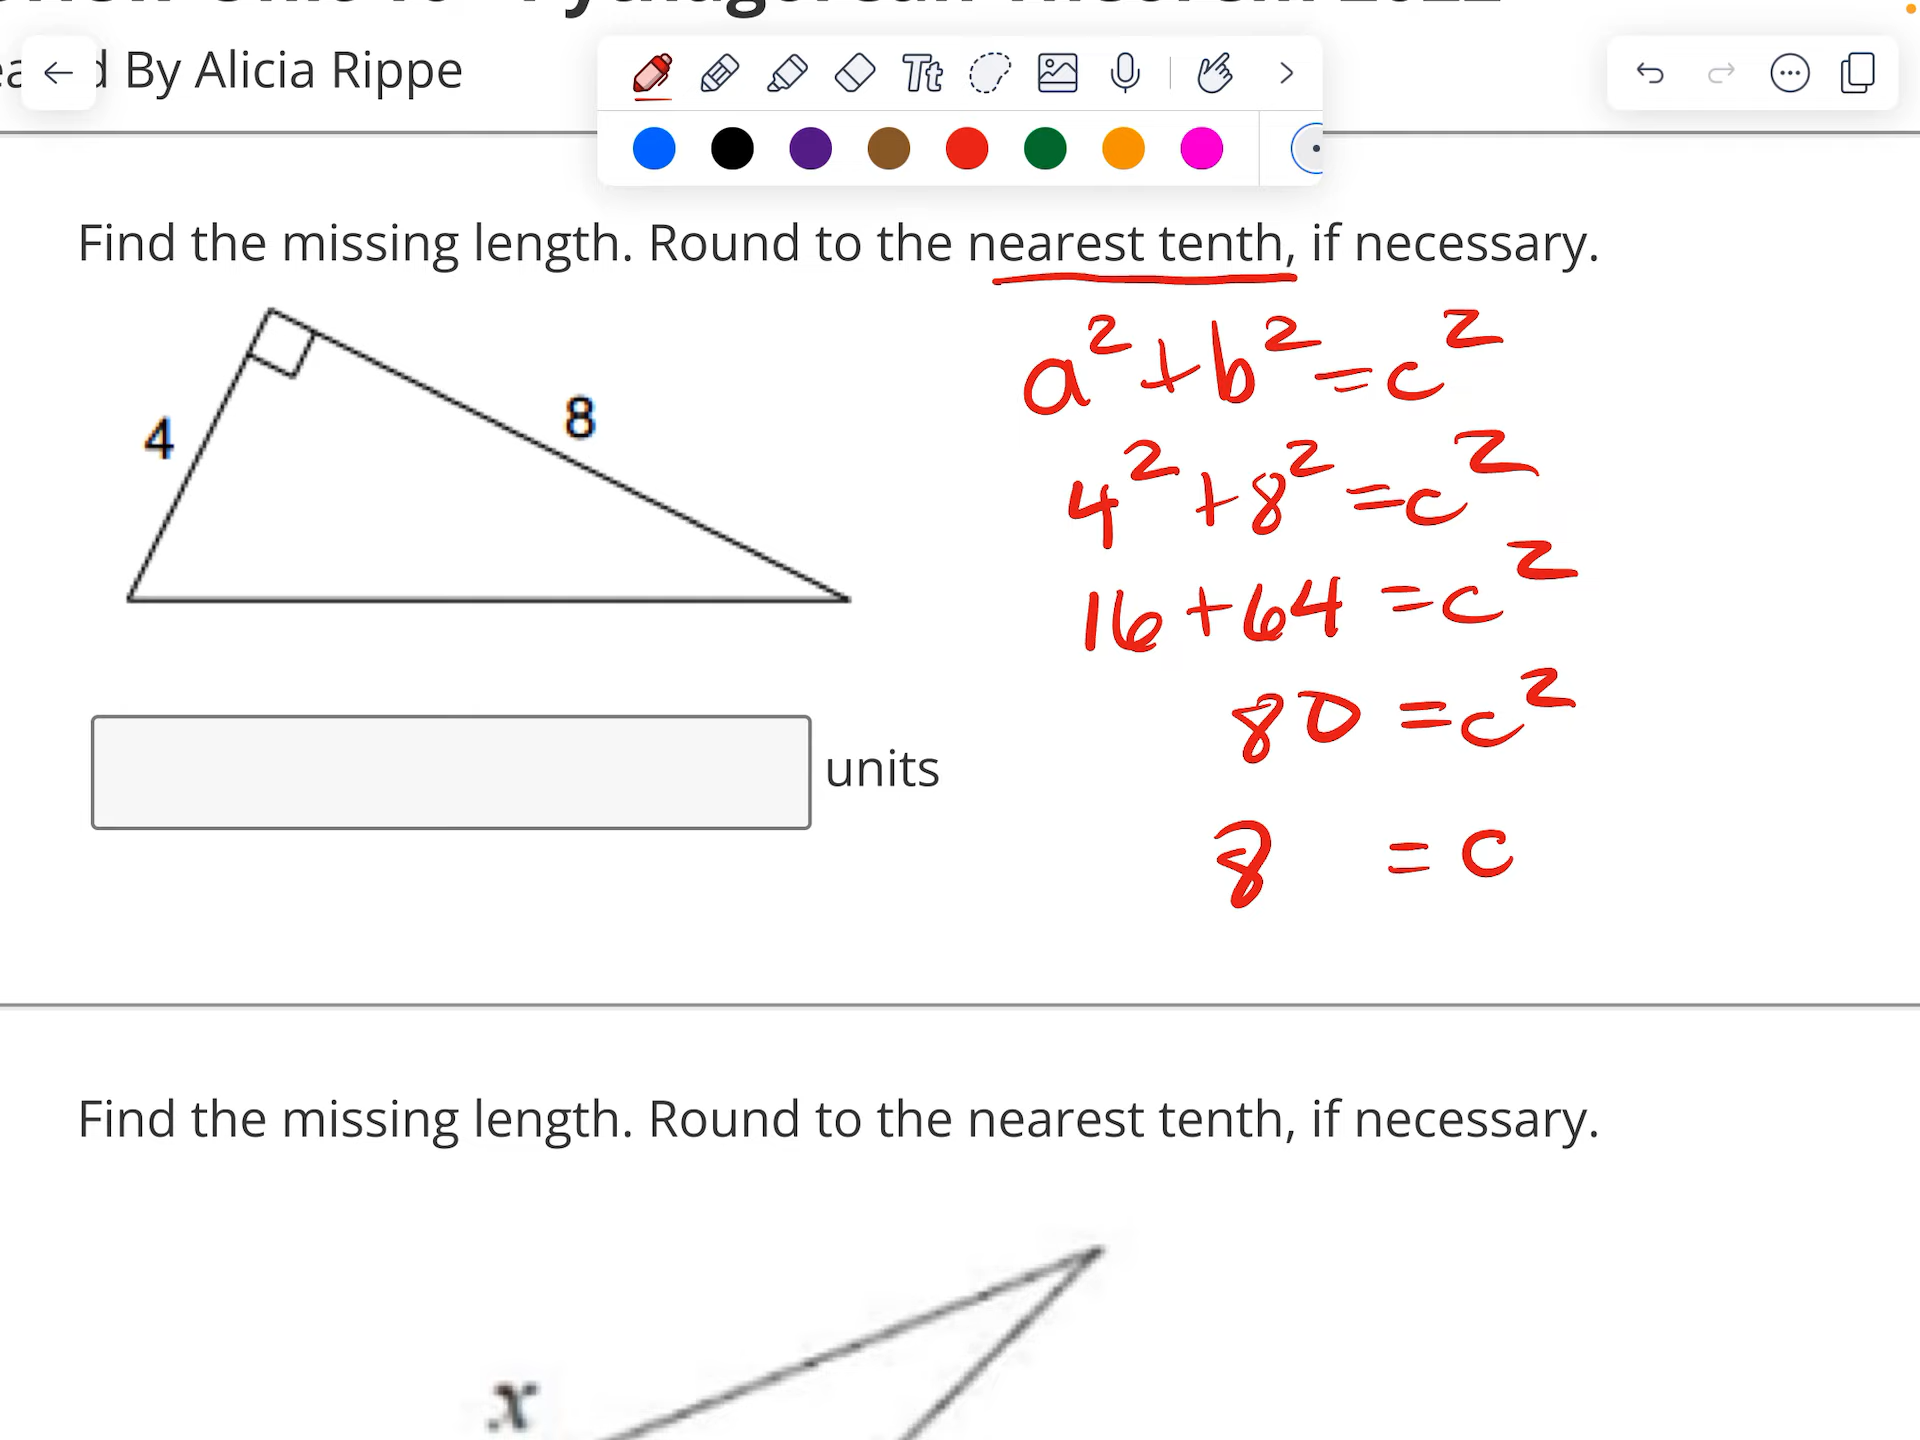 By Alicia Rippe
Tt
Find the missing length. Round to the nearest tenth, if necessary.
4
8
a²+b²=c²
4²+8²=c²
16+64=c²
80=c²
8 =c
units
Find the missing length. Round to the nearest tenth, if necessary.
x